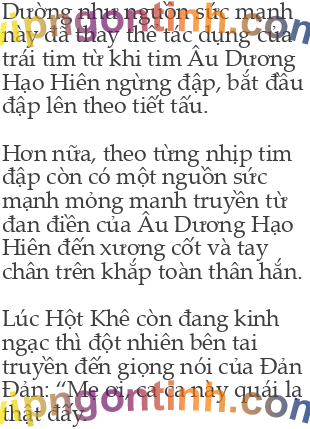 Dường như nguồn sức mạnh
này đã thay thế tác dụng của
trái tim từ khi tim Âu Dương
Hạo Hiên ngừng đập, bắt đầu
đập lên theo tiết tấu.
Hơn nữa, theo từng nhịp tim
đập còn có một nguồn sức
mạnh mỏng manh truyền từ
đan điền của Âu Dương Hạo
Hiên đến xương cốt và tay
chân trên khắp toàn thân hắn.
Lúc Hột Khê còn đang kinh
ngạc thì đột nhiên bên tai
truyền đến giọng nói của Đản
Đản: “Mẹ ơi, ca ca này quái lạ
thật đấy.
vipngontinh.com